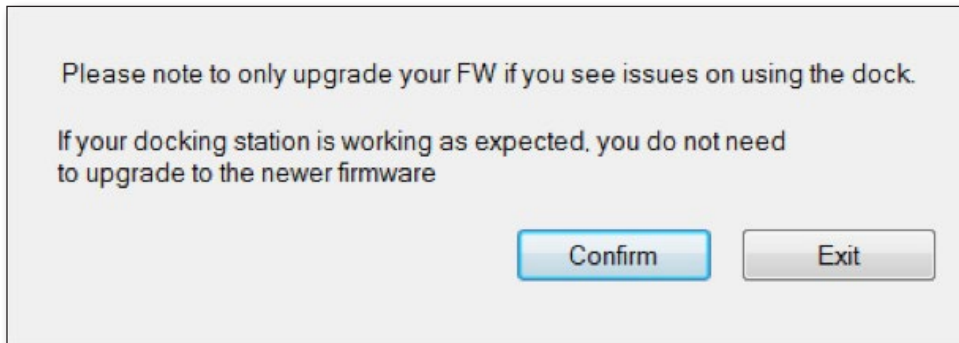 Please note to only upgrade your FW if you see issues on using the dock.
If your docking station is working as expected, you do not need
to upgrade to the newer firmware
Confirm
Exit